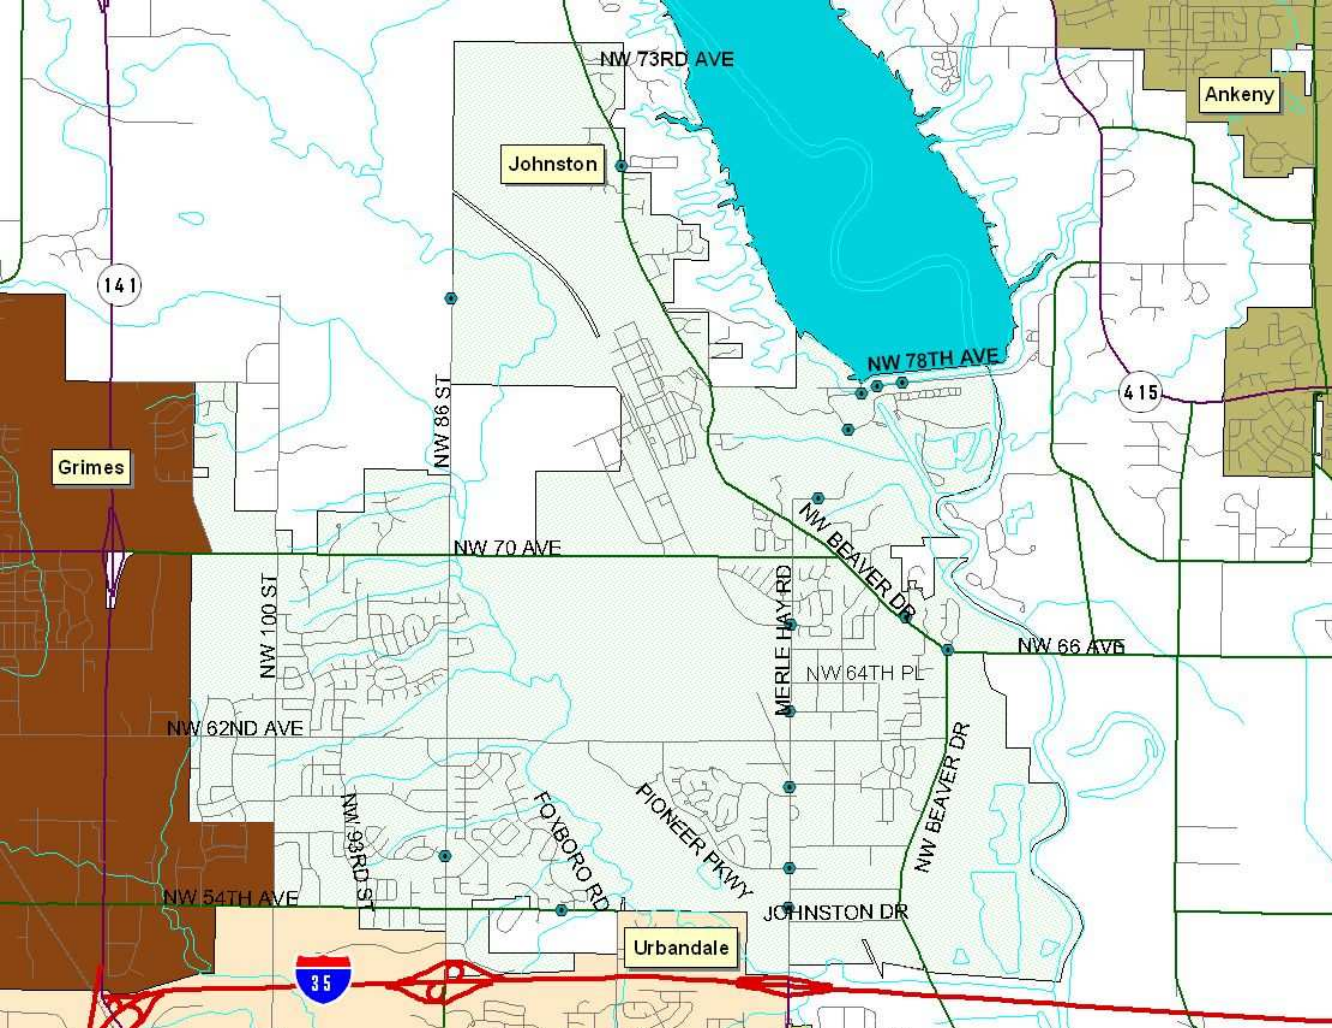 NW 73RD AVE
Ankeny
Johnston
141
NW 78TH AVE
415
NW 86 ST
Grimes
NW BEAVER DR
NW 70 AVE
NW 100 ST
MERLE HAY RD
NW 66 AVE
NW 64TH PL
NW 62ND AVE
NW BEAVER DR
NW 93RD ST
FOXBORO RD
PIONEER PKWY
NW 54TH AVE
JOHNSTON DR
Urbandale
35